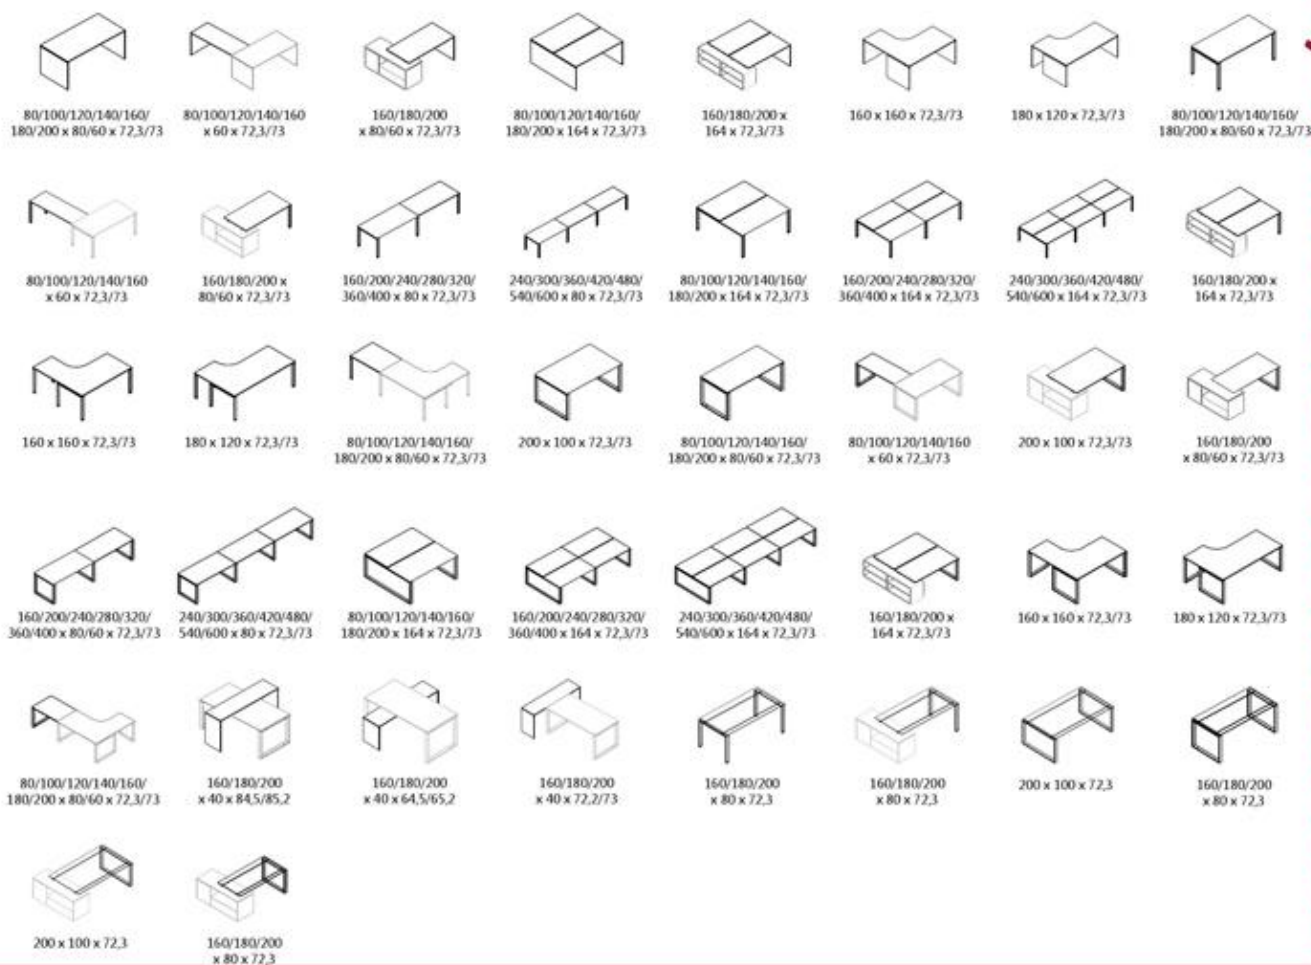 80/100/120/140/160/
180/200 x 80/60 x 72,3/73
80/100/120/140/160
x 60 x 72,3/73
160/180/200
x 80/60 x 72,3/73
80/100/120/140/160/
180/200 x 164 x 72,3/73
160/180/200 x
164 x 72,3/73
160 x 160 x 72,3/73
180 x 120 x 72,3/73
80/100/120/140/160/
180/200 x 80/60 x 72,3/73
80/100/120/140/160
x 60 x 72,3/73
160/180/200 x
80/60 x 72,3/73
160/200/240/280/320/
360/400 x 80 x 72,3/73
240/300/360/420/480/
540/600 x 80 x 72,3/73
80/100/120/140/160/
180/200 x 164 x 72,3/73
160/200/240/280/320/
360/400 x 164 x 72,3/73
240/300/360/420/480/
540/600 x 164 x 72,3/73
160/180/200 x
164 x 72,3/73
160 x 160 x 72,3/73
180 x 120 x 72,3/73
80/100/120/140/160/
180/200 x 80/60 x 72,3/73
200 x 100 x 72,3/73
80/100/120/140/160/
180/200 x 80/60 x 72,3/73
80/100/120/140/160
x 60 x 72,3/73
200 x 100 x 72,3/73
160/180/200
x 80/60 x 72,3/73
160/200/240/280/320/
360/400 x 80/60 x 72,3/73
240/300/360/420/480/
540/600 x 80 x 72,3/73
80/100/120/140/160/
180/200 x 164 x 72,3/73
160/200/240/280/320/
360/400 x 164 x 72,3/73
240/300/360/420/480/
540/600 x 164 x 72,3/73
160/180/200 x
164 x 72,3/73
160 x 160 x 72,3/73
180 x 120 x 72,3/73
80/100/120/140/160/
180/200 x 80/60 x 72,3/73
160/180/200
x 40 x 84,5/85,2
160/180/200
x 40 x 64,5/65,2
160/180/200
x 40 x 72,2/73
160/180/200
x 80 x 72,3
160/180/200
x 80 x 72,3
200 x 100 x 72,3
160/180/200
x 80 x 72,3
200 x 100 x 72,3
160/180/200
x 80 x 72,3